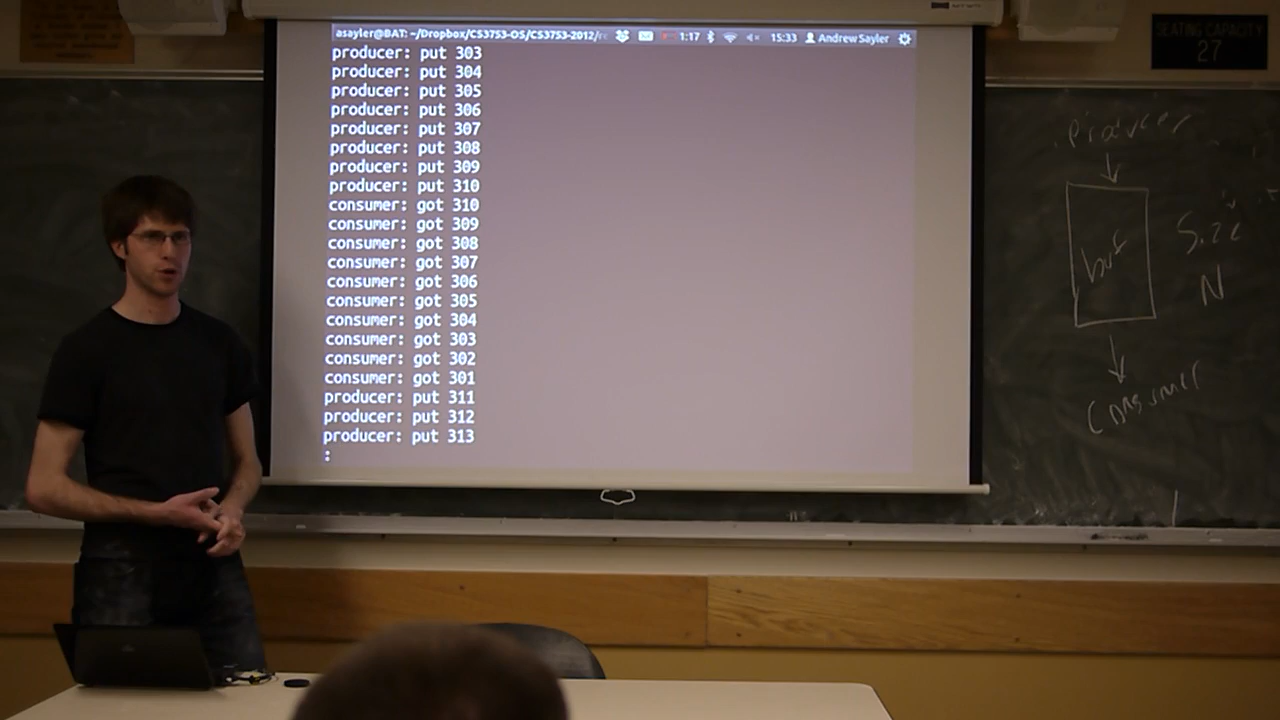 asayler@BAT: ~/Dropbox/CS3753-OS/CS3753-2012/r 1:17 15:33 Andrew Sayler
producer: put 303
producer: put 304
producer: put 305
producer: put 306
producer: put 307
producer: put 308
producer: put 309
producer: put 310
consumer: got 310
consumer: got 309
consumer: got 308
consumer: got 307
consumer: got 306
consumer: got 305
consumer: got 304
consumer: got 303
consumer: got 302
consumer: got 301
producer: put 311
producer: put 312
producer: put 313
:
SEATING CAPACITY
27
Producer
buf
Size
N
Consumer